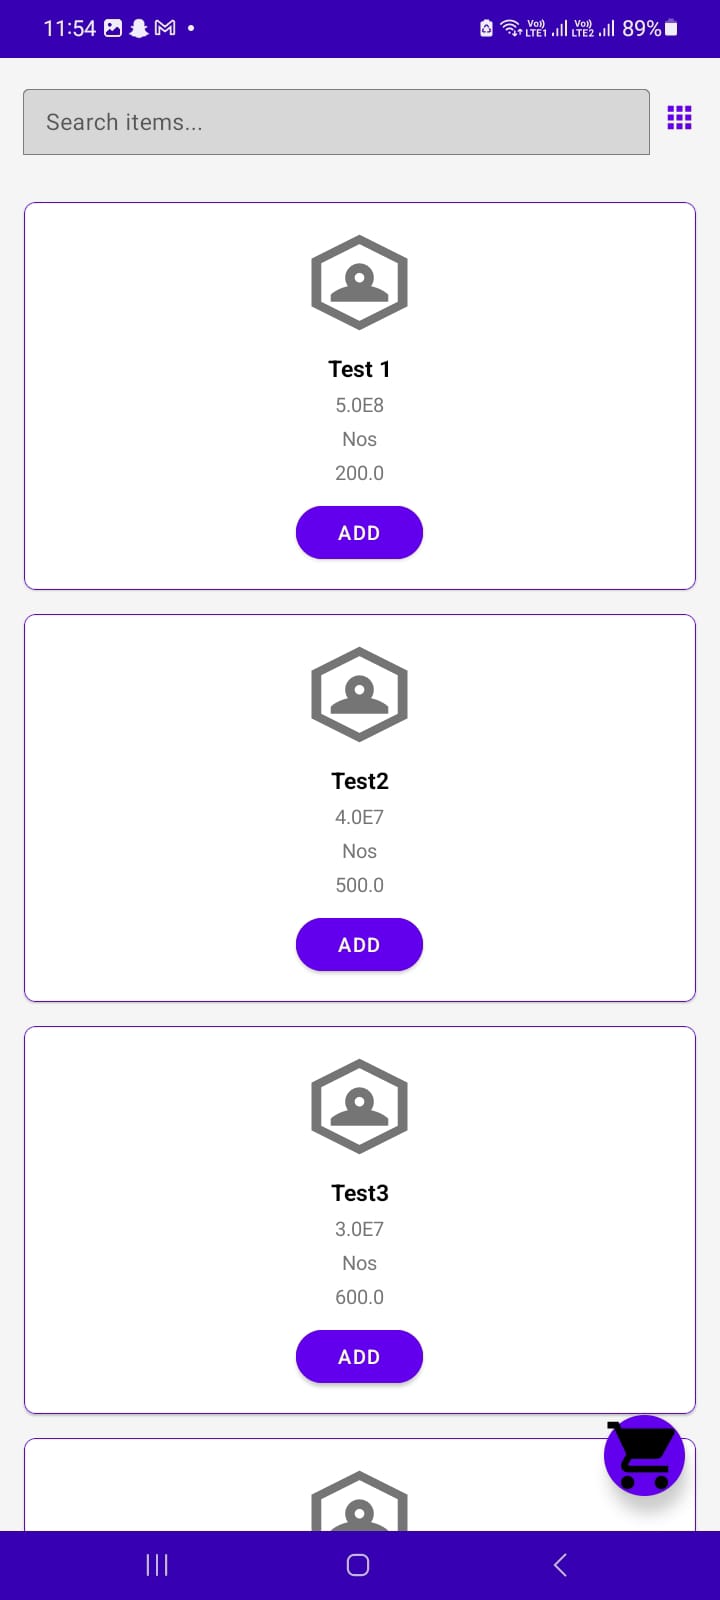 11:54
Vo)) LTE1 Vo)) LTE2 89%
Search items...
Test 1
5.0E8
Nos
200.0
ADD
Test2
4.0E7
Nos
500.0
ADD
Test3
3.0E7
Nos
600.0
ADD